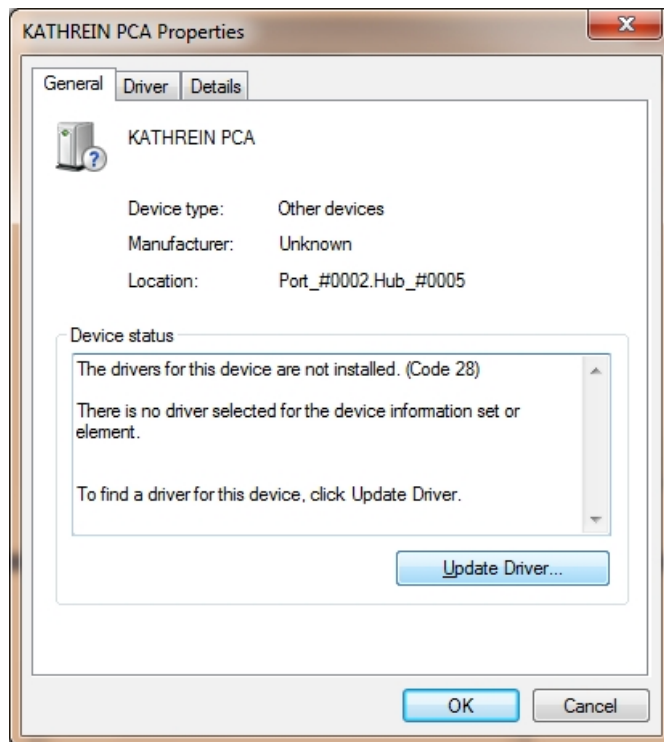 KATHREIN PCA Properties
General Driver Details
KATHREIN PCA
Device type: Other devices
Manufacturer: Unknown
Location: Port_#0002.Hub_#0005
Device status
The drivers for this device are not installed. (Code 28)
There is no driver selected for the device information set or
element.
To find a driver for this device, click Update Driver.
Update Driver...
OK Cancel